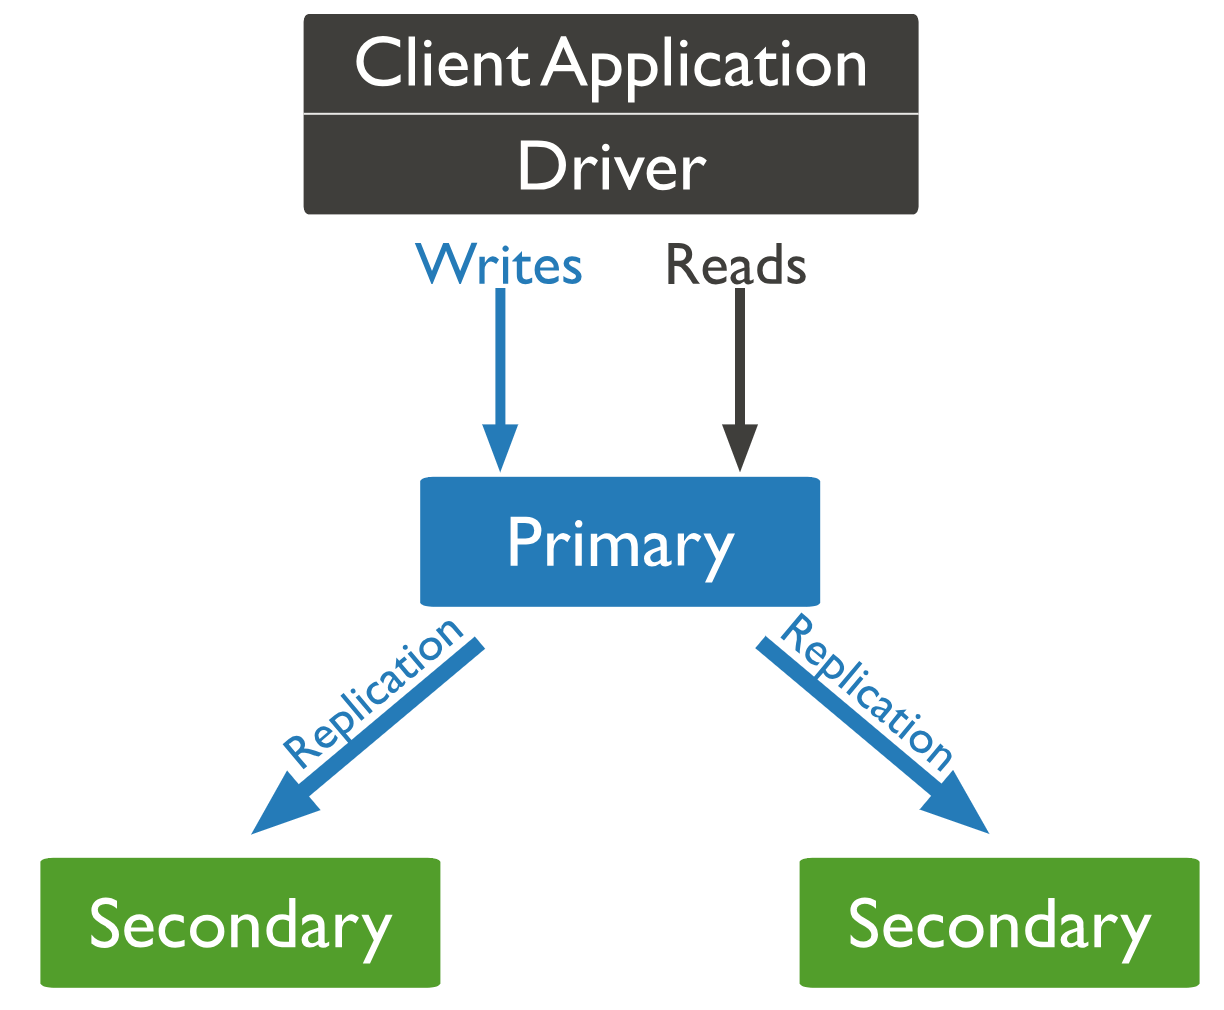 Client Application
Driver
Writes
Reads
Primary
Replication
Replication
Secondary
Secondary